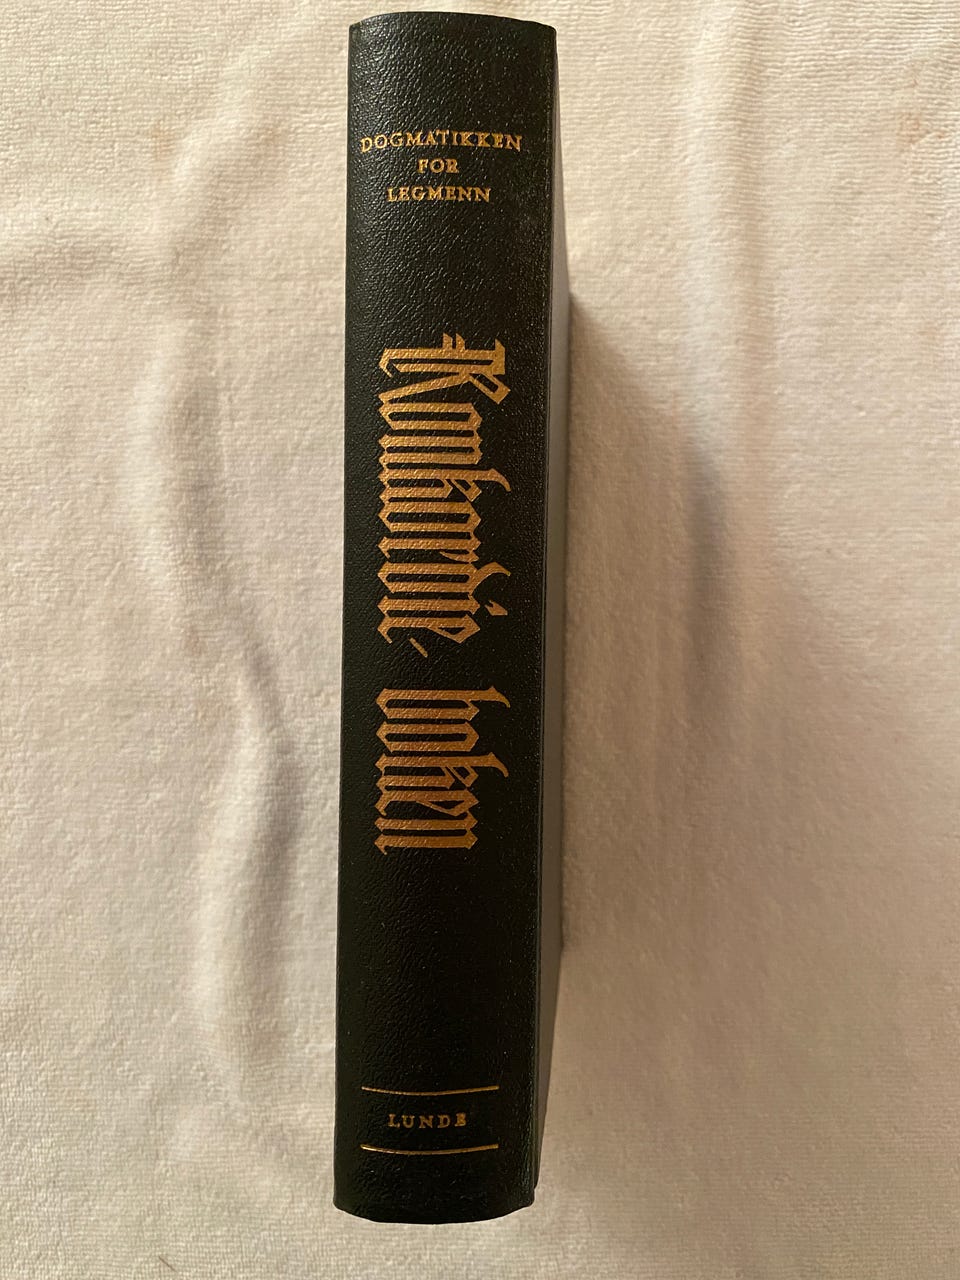 DOGMATIKKEN
FOR
LEGMENN
Konkordie, boken
LUNDE